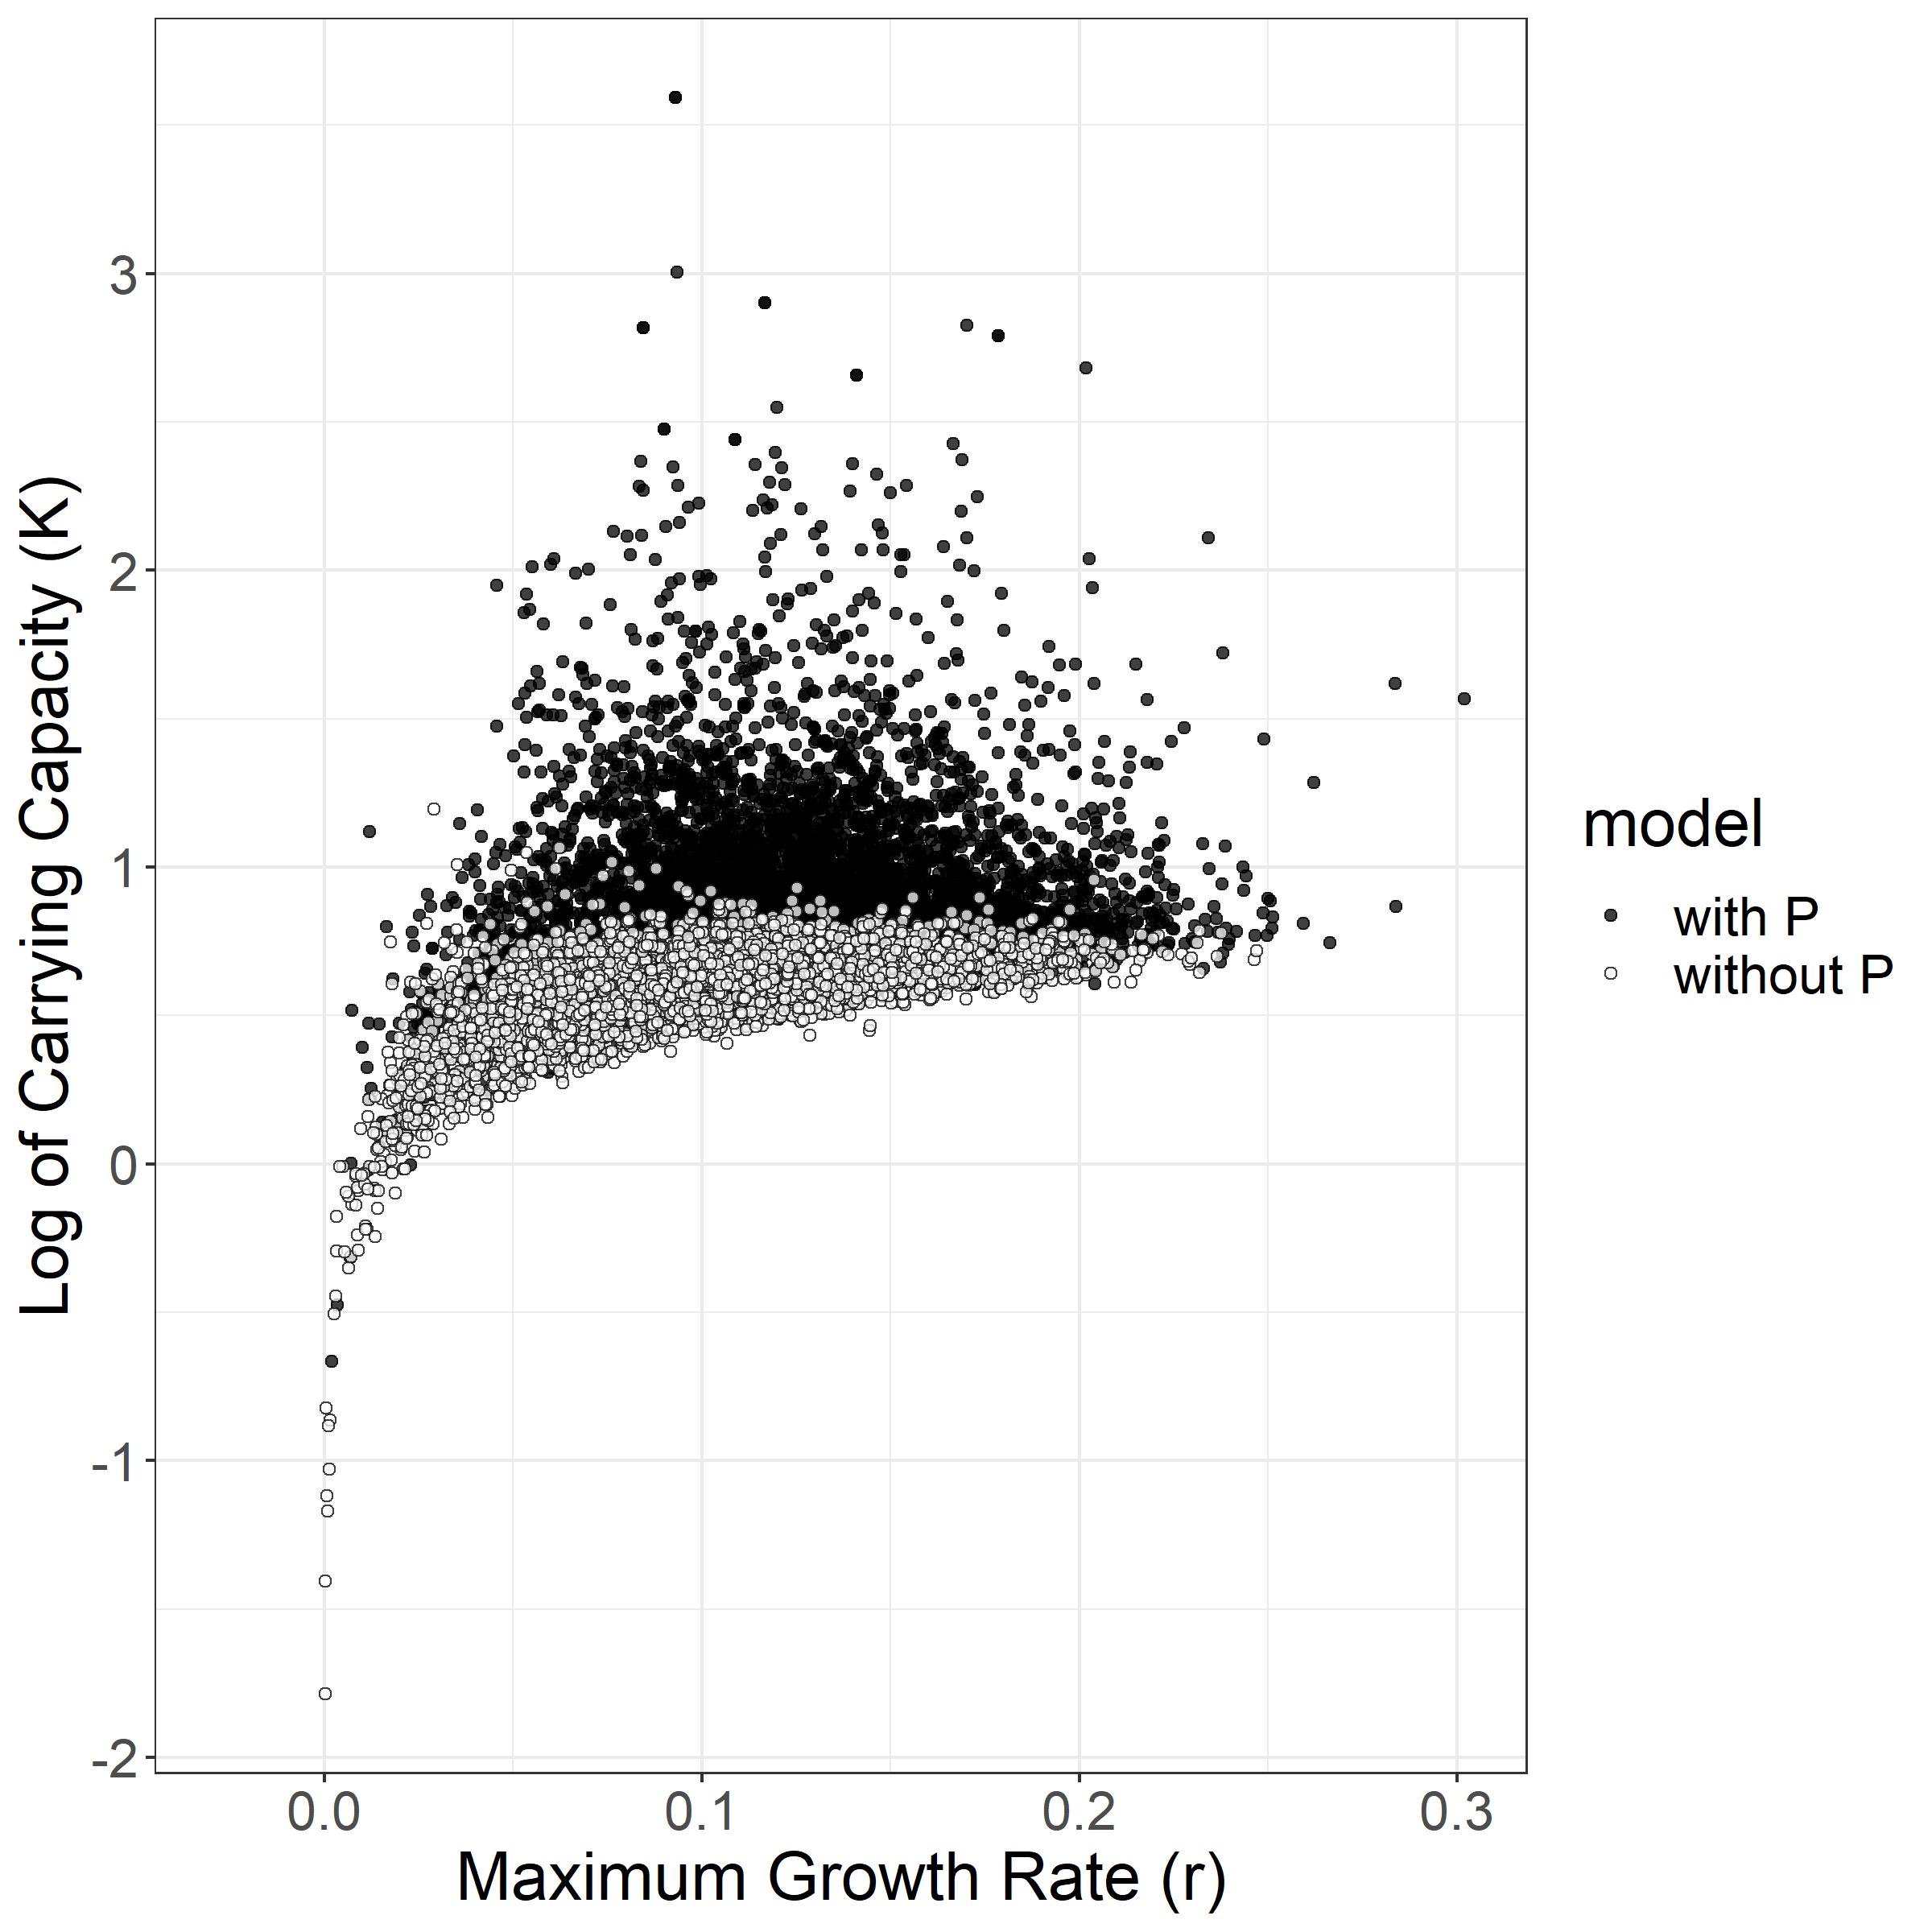 Log of Carrying Capacity (K)
3
2
1
0
-1
-2
0.0 0.1 0.2 0.3
Maximum Growth Rate (r)
model
with P
without P